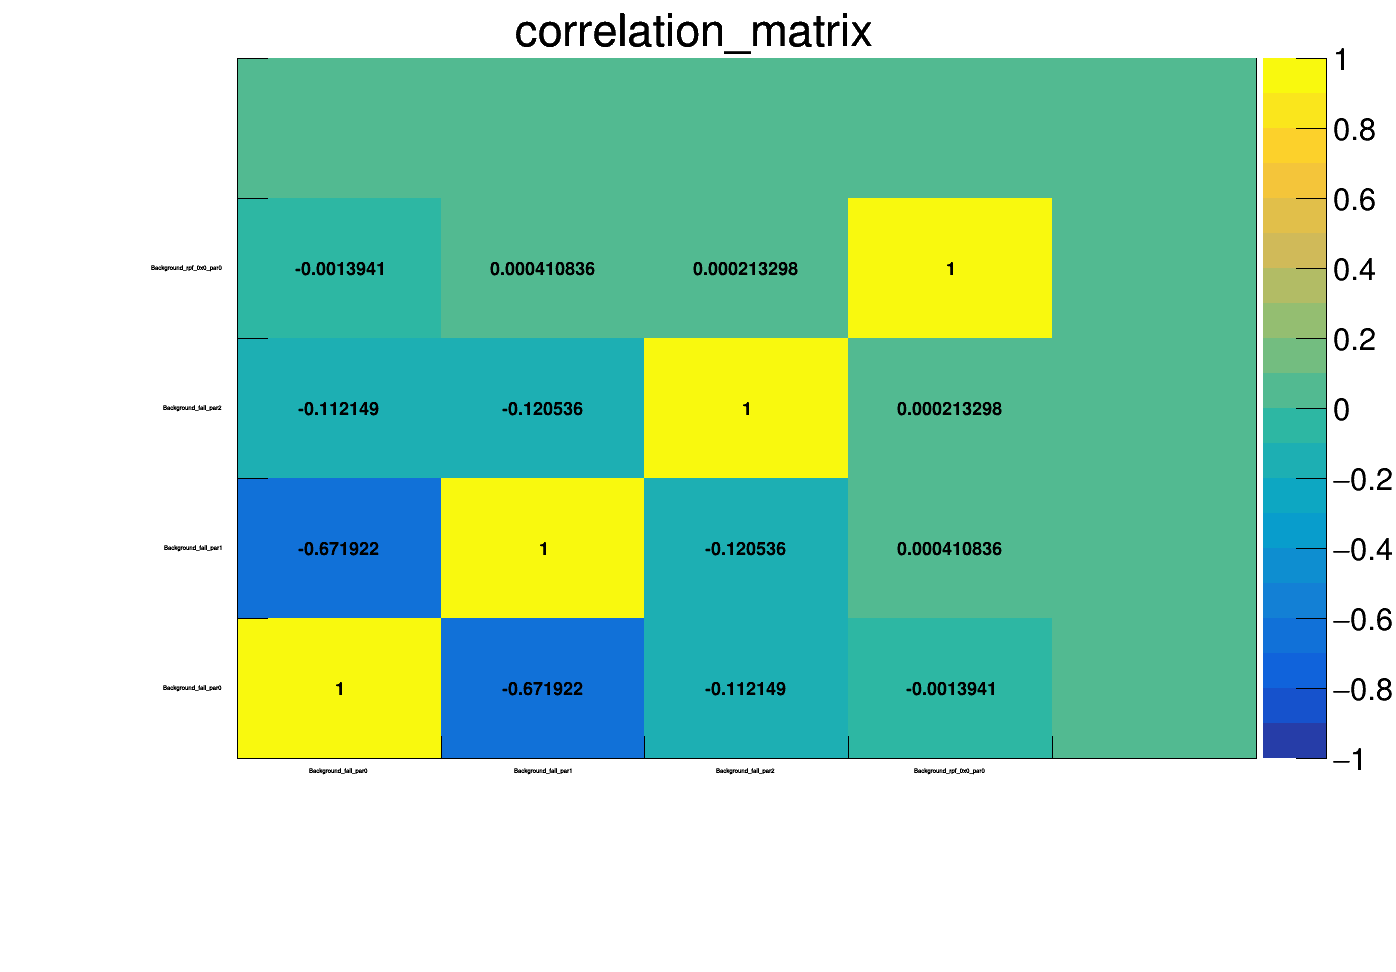 correlation_matrix
1
0.8
0.6
0.4
0.2
0
−0.2
−0.4
−0.6
−0.8
−1
Background_rpf_0x0_par0 -0.0013941 0.000410836 0.000213298 1
Background_fail_par2 -0.112149 -0.120536 1 0.000213298
Background_fail_par1 -0.671922 1 -0.120536 0.000410836
Background_fail_par0 1 -0.671922 -0.112149 -0.0013941
Background_fail_par0 Background_fail_par1 Background_fail_par2 Background_rpf_0x0_par0